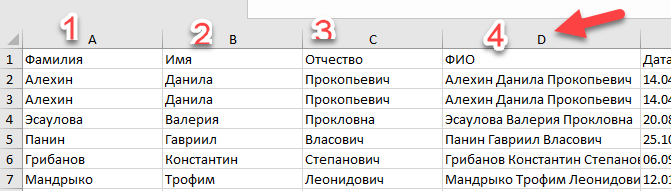 1 2 3 4
A B C D
1 Фамилия Имя Отчество ФИО Дата
2 Алехин Данила Прокопьевич Алехин Данила Прокопьевич 14.04
3 Алехин Данила Прокопьевич Алехин Данила Прокопьевич 14.04
4 Эсаулова Валерия Прокловна Эсаулова Валерия Прокловна 20.08
5 Панин Гавриил Власович Панин Гавриил Власович 25.10
6 Грибанов Константин Степанович Грибанов Константин Степанов 06.09
7 Мандрыко Трофим Леонидович Мандрыко Трофим Леонидови 12.01